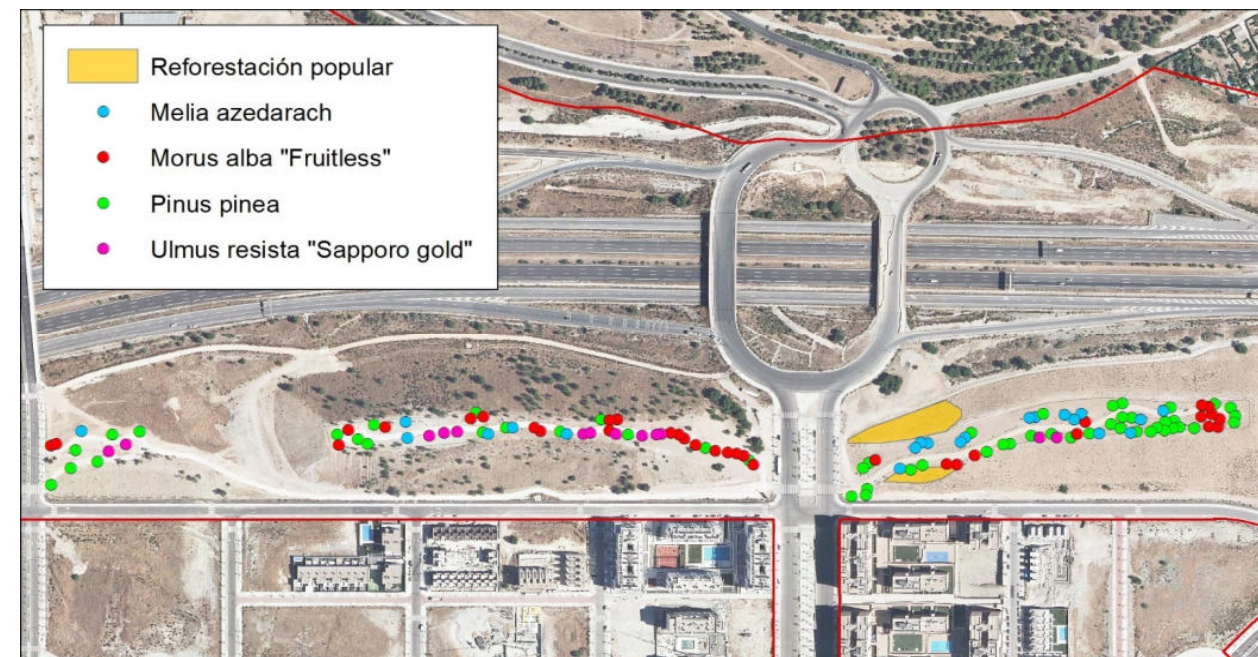 Reforestación popular
Melia azedarach
Morus alba "Fruitless"
Pinus pinea
Ulmus resista "Sapporo gold"